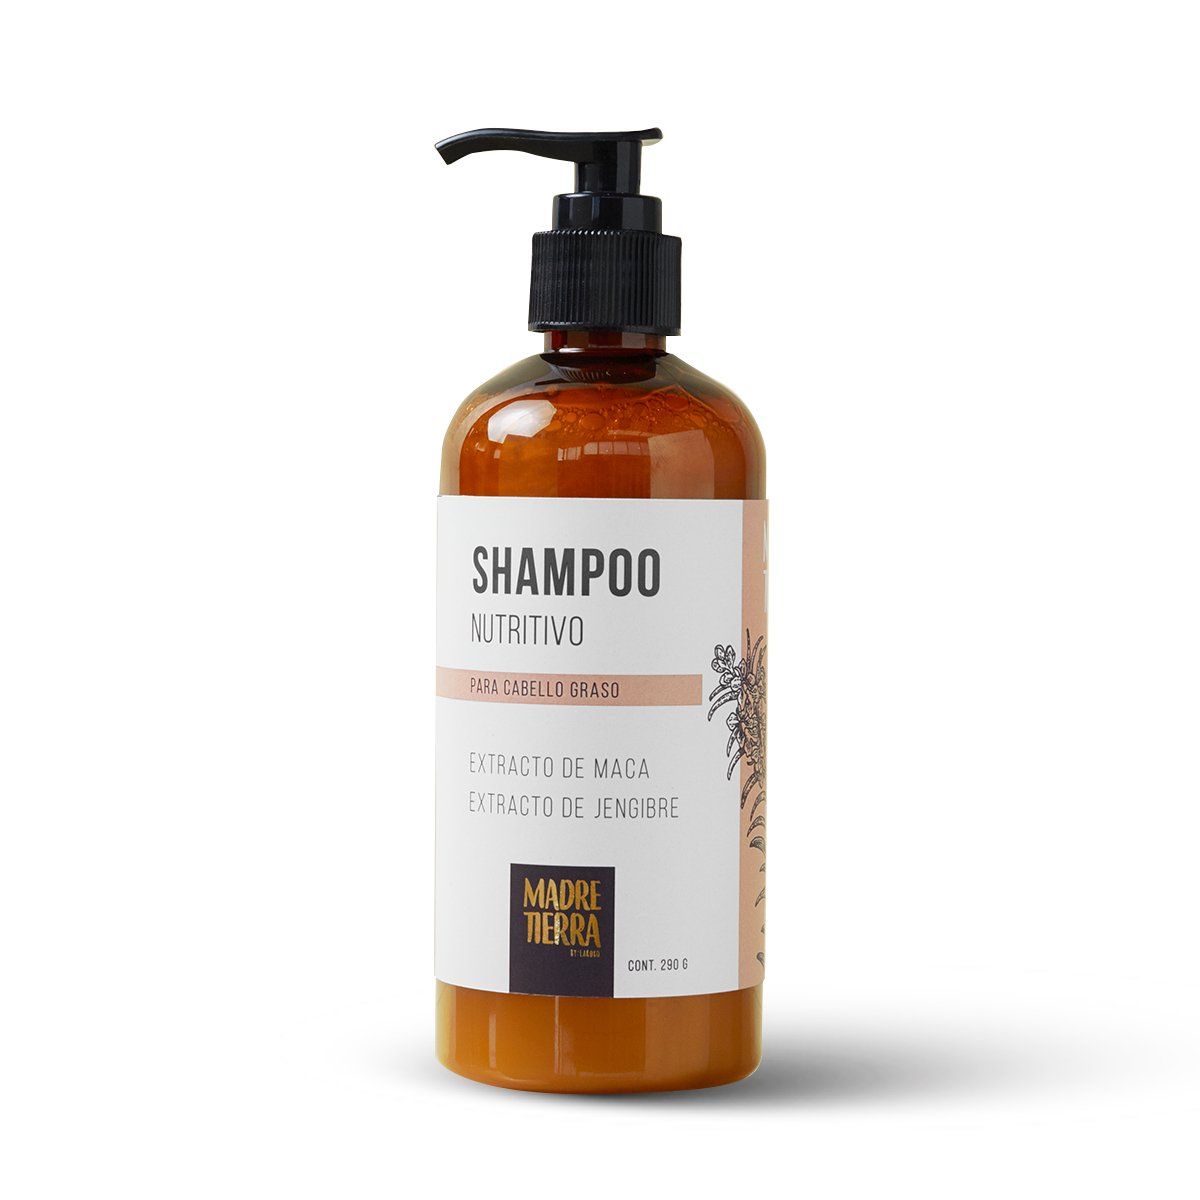 SHAMPOO
NUTRITIVO
PARA CABELLO GRASO
EXTRACTO DE MACA
EXTRACTO DE JENGIBRE
MADRE
TIERRA
CONT. 290 G